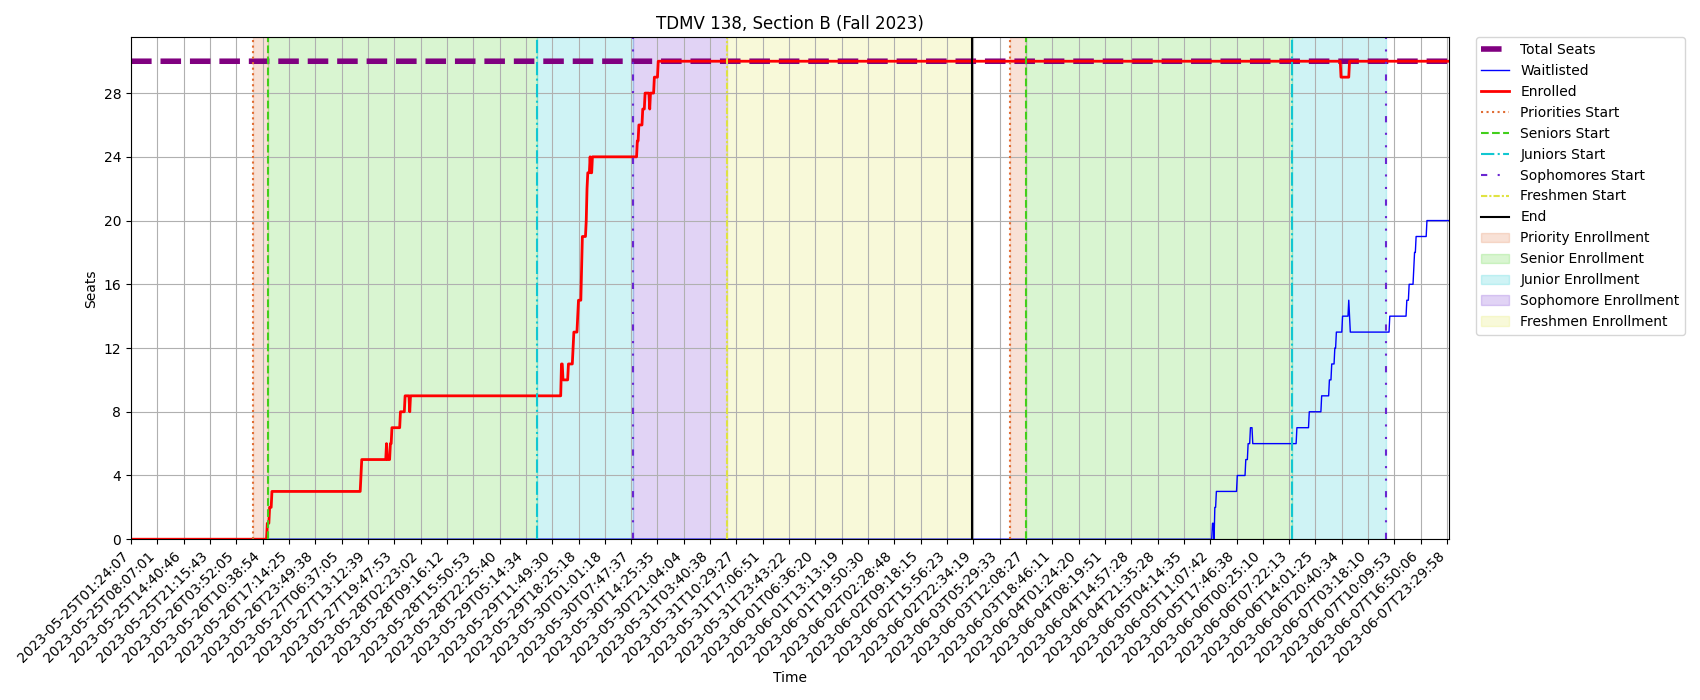 TDMV 138, Section B (Fall 2023)
Seats
28
24
20
16
12
8
4
0
2023-05-25T01:24:07
2023-05-25T08:07:01
2023-05-25T14:40:46
2023-05-25T21:15:43
2023-05-26T03:52:05
2023-05-26T10:38:54
2023-05-26T17:14:25
2023-05-26T23:49:38
2023-05-27T06:37:05
2023-05-27T13:12:39
2023-05-27T19:47:53
2023-05-28T02:23:02
2023-05-28T09:16:12
2023-05-28T15:50:53
2023-05-28T22:25:40
2023-05-29T05:14:34
2023-05-29T11:49:30
2023-05-29T18:25:18
2023-05-30T01:01:18
2023-05-30T07:47:37
2023-05-30T14:25:35
2023-05-30T21:04:04
2023-05-31T03:40:38
2023-05-31T10:29:27
2023-05-31T17:06:51
2023-05-31T23:43:22
2023-06-01T06:36:20
2023-06-01T13:13:19
2023-06-01T19:50:30
2023-06-02T02:28:48
2023-06-02T09:18:15
2023-06-02T15:56:23
2023-06-02T22:34:19
2023-06-03T05:29:33
2023-06-03T12:08:27
2023-06-03T18:46:11
2023-06-04T01:24:20
2023-06-04T08:19:51
2023-06-04T14:57:28
2023-06-04T21:35:28
2023-06-05T04:14:35
2023-06-05T11:07:42
2023-06-05T17:46:38
2023-06-06T00:25:10
2023-06-06T07:22:13
2023-06-06T14:01:25
2023-06-06T20:40:34
2023-06-07T03:18:10
2023-06-07T10:09:53
2023-06-07T16:50:06
2023-06-07T23:29:58
Time
Total Seats
Waitlisted
Enrolled
Priorities Start
Seniors Start
Juniors Start
Sophomores Start
Freshmen Start
End
Priority Enrollment
Senior Enrollment
Junior Enrollment
Sophomore Enrollment
Freshmen Enrollment